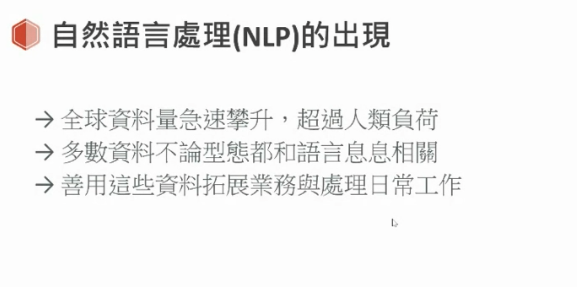 自然語言處理(NLP)的出現
→ 全球資料量急速攀升，超過人類負荷
→ 多數資料不論型態都和語言息息相關
→ 善用這些資料拓展業務與處理日常工作